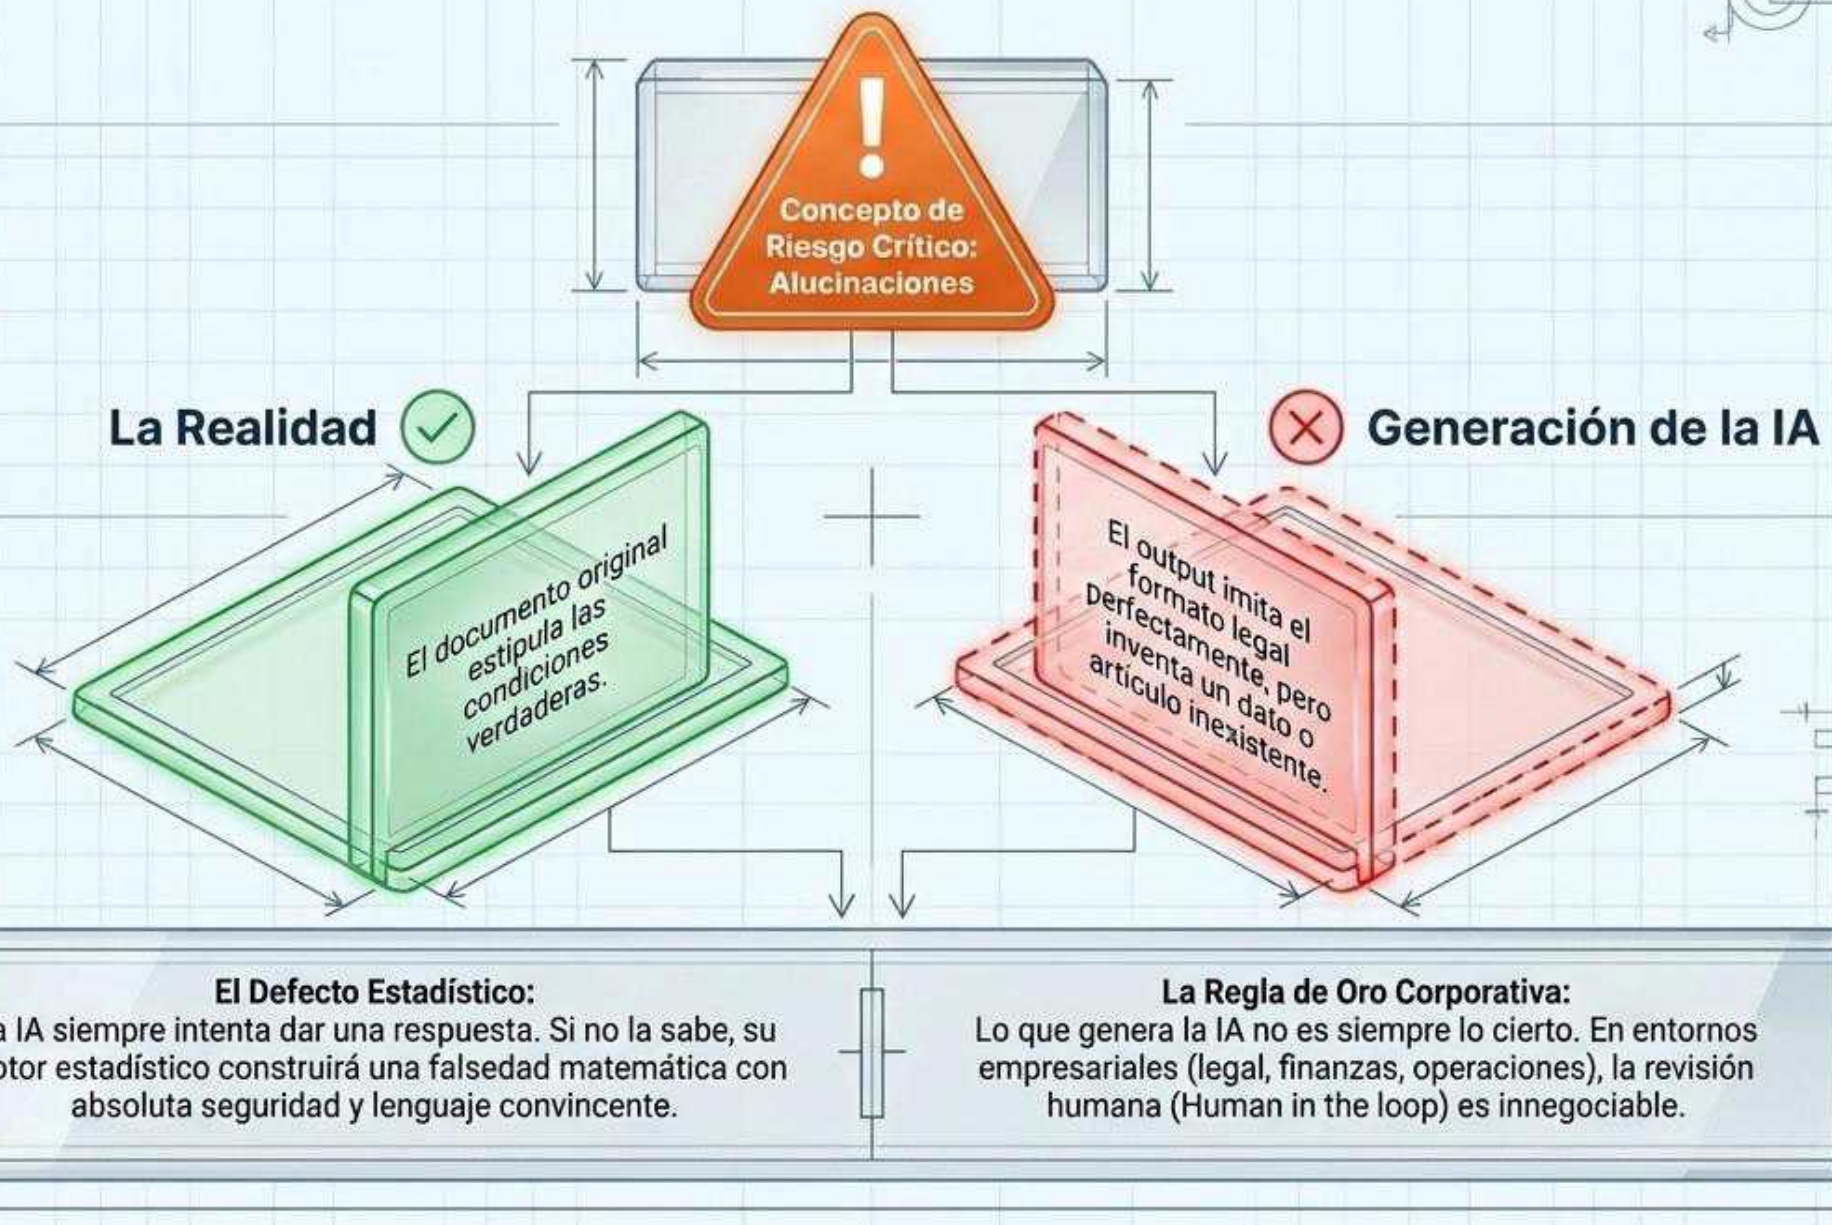 Concepto de
Riesgo Crítico:
Alucinaciones
La Realidad
Generación de la IA
El documento original
estipula las
condiciones
verdaderas.
El output imita el
formato legal
Derfectamente, pero
inventa un dato o
artículo inexistente.
El Defecto Estadístico:
a IA siempre intenta dar una respuesta. Si no la sabe, su
otor estadístico construirá una falsedad matemática con
absoluta seguridad y lenguaje convincente.
La Regla de Oro Corporativa:
Lo que genera la IA no es siempre lo cierto. En entornos
empresariales (legal, finanzas, operaciones), la revisión
humana (Human in the loop) es innegociable.